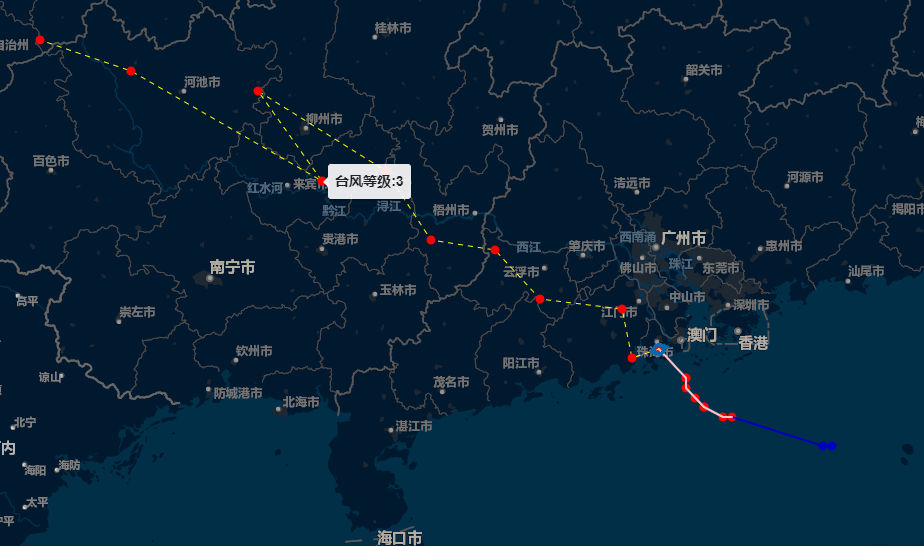 桂林市
自治州
韶关市
河池市
柳州市
贺州市
百色市
河源市
台风等级:3
清远市
来宾
红水河
浔江
揭阳市
黔江
梧州市
西南涌
广州市
贵港市
西江
肇庆市
惠州市
南宁市
佛山市
珠江
东莞市
云浮市
汕尾市
玉林市
中山市
高平
深圳市
崇左市
江门市
澳门
香港
钦州市
阳江市
谅山
茂名市
防城港市
北海市
北宁
湛江市
内
海阳
海防
太平
海口市